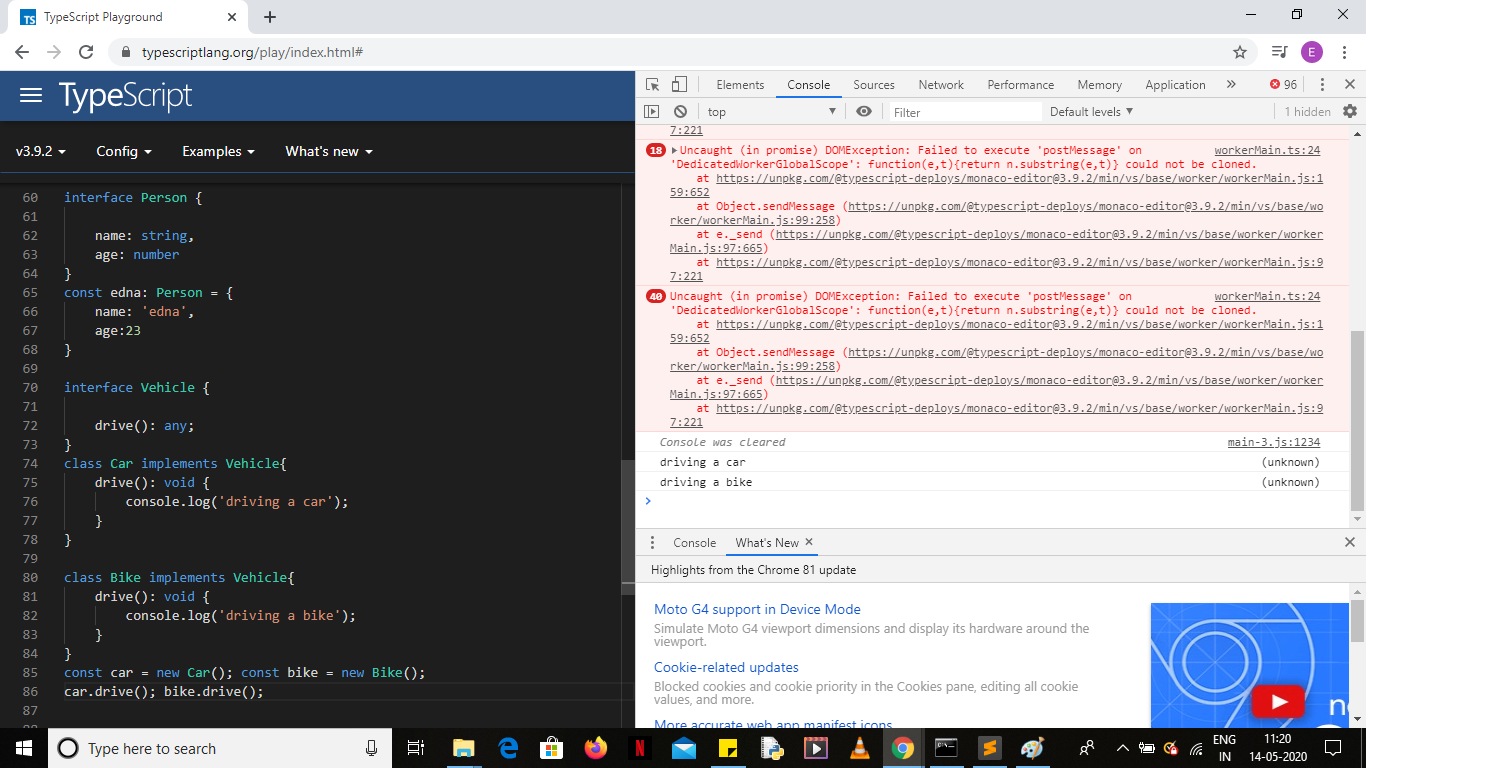 TS TypeScript Playground
typescriptlang.org/play/index.html#
E
TypeScript
v3.9.2 Config Examples What's new
60 interface Person {
61
62 name: string,
63 age: number
64 }
65 const edna: Person = {
66 name: 'edna',
67 age:23
68 }
69
70 interface Vehicle {
71
72 drive(): any;
73 }
74 class Car implements Vehicle{
75 drive(): void {
76 console.log('driving a car');
77 }
78 }
79
80 class Bike implements Vehicle{
81 drive(): void {
82 console.log('driving a bike');
83 }
84 }
85 const car = new Car(); const bike = new Bike();
86 car.drive(); bike.drive();
87
Elements Console Sources Network Performance Memory Application » 96
top Filter Default levels 1 hidden
7:221
18 Uncaught (in promise) DOMException: Failed to execute 'postMessage' on workerMain.ts:24
'DedicatedWorkerGlobalScope': function(e,t){return n.substring(e,t)} could not be cloned.
at https://unpkg.com/@typescript-deploys/monaco-editor@3.9.2/min/vs/base/worker/workerMain.js:1
59:652
at Object.sendMessage (https://unpkg.com/@typescript-deploys/monaco-editor@3.9.2/min/vs/base/wo
rker/workerMain.js:99:258)
at e._send (https://unpkg.com/@typescript-deploys/monaco-editor@3.9.2/min/vs/base/worker/worker
Main.js:97:665)
at https://unpkg.com/@typescript-deploys/monaco-editor@3.9.2/min/vs/base/worker/workerMain.js:9
7:221
40 Uncaught (in promise) DOMException: Failed to execute 'postMessage' on workerMain.ts:24
'DedicatedWorkerGlobalScope': function(e,t){return n.substring(e,t)} could not be cloned.
at https://unpkg.com/@typescript-deploys/monaco-editor@3.9.2/min/vs/base/worker/workerMain.js:1
59:652
at Object.sendMessage (https://unpkg.com/@typescript-deploys/monaco-editor@3.9.2/min/vs/base/wo
rker/workerMain.js:99:258)
at e._send (https://unpkg.com/@typescript-deploys/monaco-editor@3.9.2/min/vs/base/worker/worker
Main.js:97:665)
at https://unpkg.com/@typescript-deploys/monaco-editor@3.9.2/min/vs/base/worker/workerMain.js:9
7:221
Console was cleared main-3.js:1234
driving a car (unknown)
driving a bike (unknown)
Console What's New
Highlights from the Chrome 81 update
Moto G4 support in Device Mode
Simulate Moto G4 viewport dimensions and display its hardware around the
viewport.
Cookie-related updates
Blocked cookies and cookie priority in the Cookies pane, editing all cookie
values, and more.
More accurate web app manifest icons
Type here to search
N
ENG
IN
11:20
14-05-2020